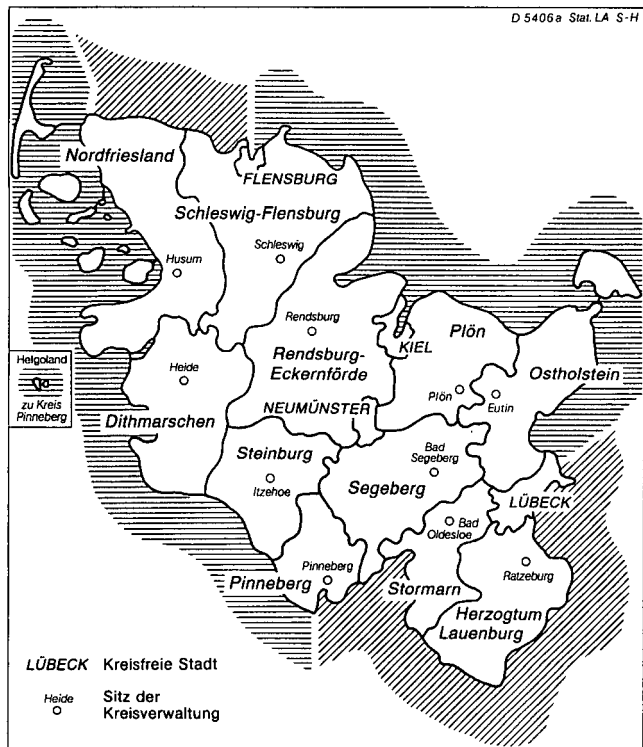 D 5406a Stat. LA S-H
Nordfriesland
FLENSBURG
Schleswig-Flensburg
Schleswig
Husum
Rendsburg
Plön
KIEL
Helgoland
zu Kreis
Pinneberg
Heide
Rendsburg-
Eckernförde
Ostholstein
Plön
Eutin
Dithmarschen
NEUMÜNSTER
Steinburg
Bad
Segeberg
Itzehoe
Segeberg
LÜBECK
Bad
Oldesloe
Pinneberg
Pinneberg
Ratzeburg
Stormarn
Herzogtum
Lauenburg
LÜBECK Kreisfreie Stadt
Heide Sitz der
Kreisverwaltung